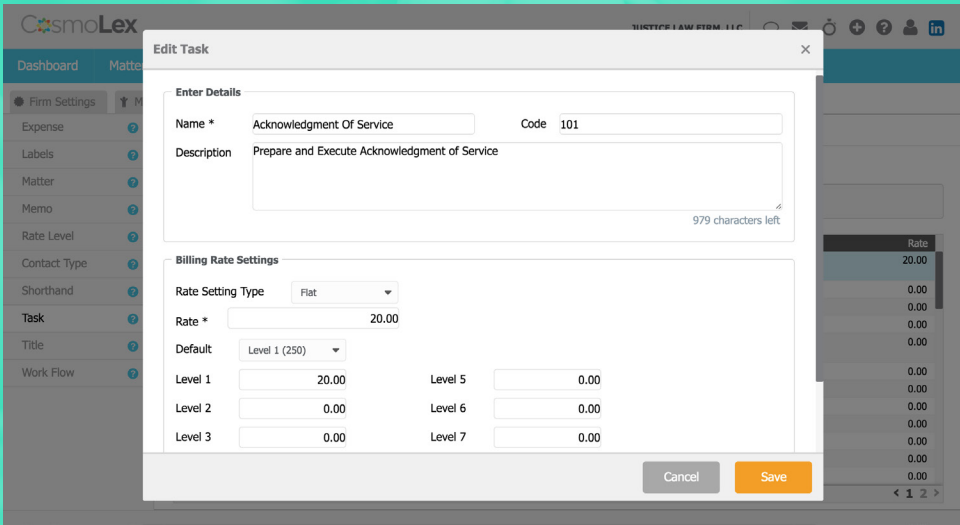 CosmoLex
JUSTICE LAW FIRM, LLC
Dashboard
Edit Task
×
Firm Settings
Expense
Labels
Matter
Memo
Rate Level
Contact Type
Shorthand
Task
Title
Work Flow
Enter Details
Name * Acknowledgment Of Service Code 101
Description Prepare and Execute Acknowledgment of Service
979 characters left
Billing Rate Settings
Rate Setting Type Flat
Rate * 20.00
Default Level 1 (250)
Level 1 20.00 Level 5 0.00
Level 2 0.00 Level 6 0.00
Level 3 0.00 Level 7 0.00
Cancel Save
Rate
20.00
0.00
0.00
0.00
0.00
0.00
0.00
0.00
0.00
0.00
0.00
< 1 2 >